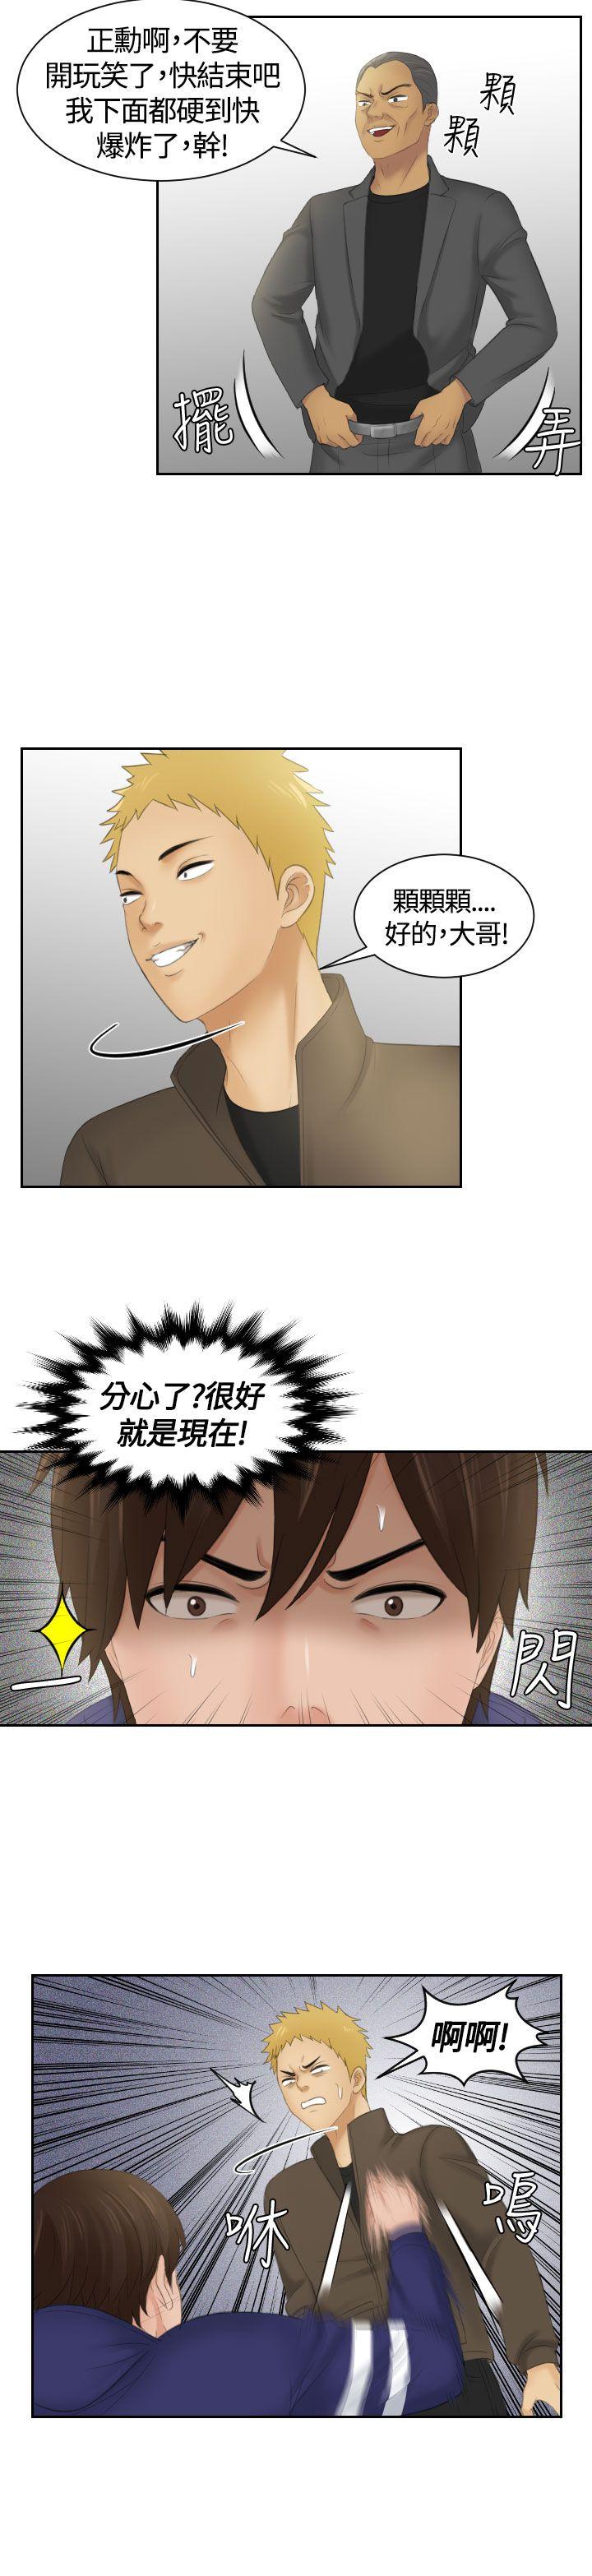 正勳啊,不要
開玩笑了,快結束吧
我下面都硬到快
爆炸了,幹!
顆
顆
擺
弄
顆顆顆....
好的,大哥!
分心了?很好
就是現在!
閃
啊啊!
咻
嗚